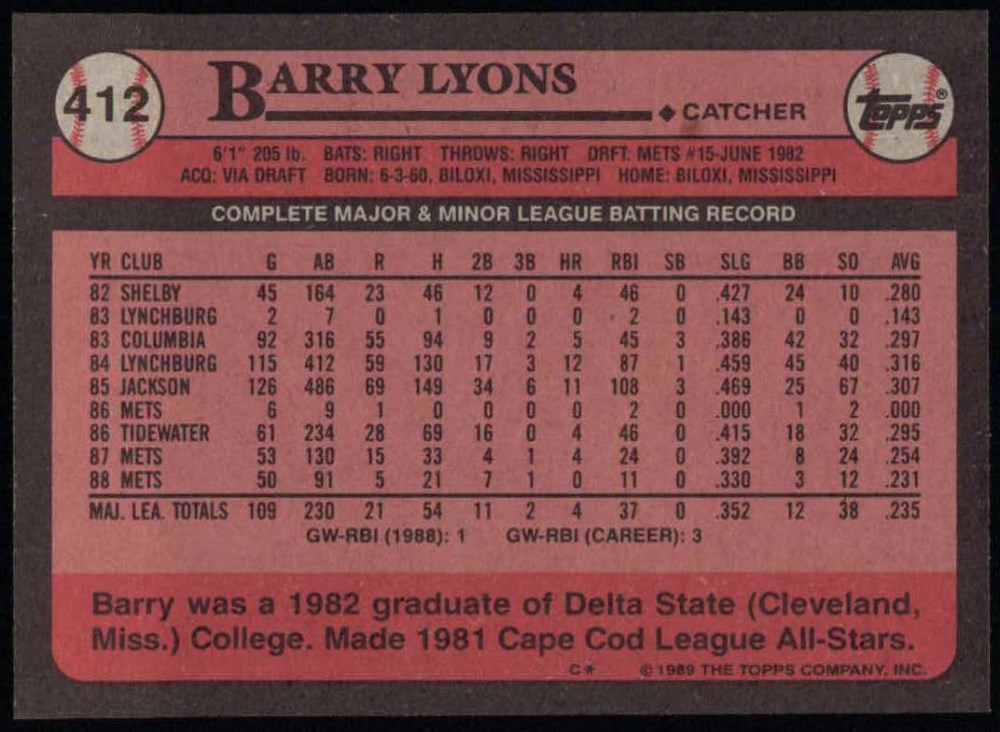 412
BARRY LYONS
◆ CATCHER
TOPPS®
6'1" 205 lb. BATS: RIGHT THROWS: RIGHT DRFT: METS #15-JUNE 1982
ACQ: VIA DRAFT BORN: 6-3-60, BILOXI, MISSISSIPPI HOME: BILOXI, MISSISSIPPI
COMPLETE MAJOR & MINOR LEAGUE BATTING RECORD
YR CLUB G AB R H 2B 3B HR RBI SB SLG BB SO AVG
82 SHELBY 45 164 23 46 12 0 4 46 0 .427 24 10 .280
83 LYNCHBURG 2 7 0 1 0 0 0 2 0 .143 0 0 .143
83 COLUMBIA 92 316 55 94 9 2 5 45 3 .386 42 32 .297
84 LYNCHBURG 115 412 59 130 17 3 12 87 1 .459 45 40 .316
85 JACKSON 126 486 69 149 34 6 11 108 3 .469 25 67 .307
86 METS 6 9 1 0 0 0 0 2 0 .000 1 2 .000
86 TIDEWATER 61 234 28 69 16 0 4 46 0 .415 18 32 .295
87 METS 53 130 15 33 4 1 4 24 0 .392 8 24 .254
88 METS 50 91 5 21 7 1 0 11 0 .330 3 12 .231
MAJ. LEA. TOTALS 109 230 21 54 11 2 4 37 0 .352 12 38 .235
GW-RBI (1988): 1 GW-RBI (CAREER): 3
Barry was a 1982 graduate of Delta State (Cleveland,
Miss.) College. Made 1981 Cape Cod League All-Stars.
C* © 1989 THE TOPPS COMPANY, INC.